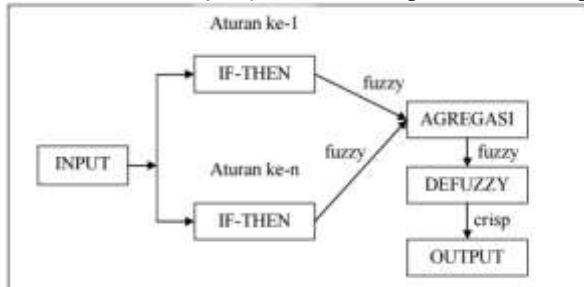 Aturan ke-1
IF-THEN
fuzzy
AGREGASI
INPUT
fuzzy
fuzzy
Aturan ke-n
DEFUZZY
IF-THEN
crisp
OUTPUT